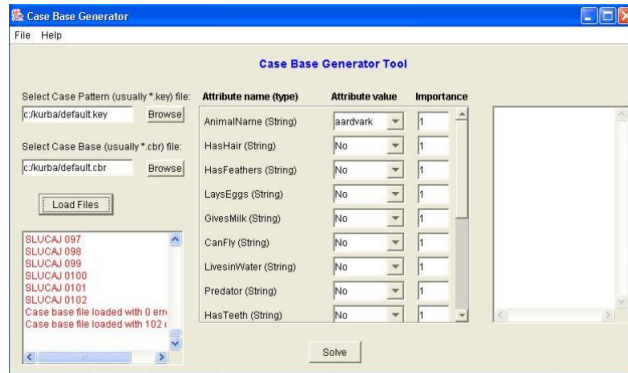 Case Base Generator
File Help
Case Base Generator Tool
Select Case Pattern (usually *.key) file:
c:/kurba/default.key Browse
Select Case Base (usually *.cbr) file:
c:/kurba/default.cbr Browse
Load Files
SLUCAJ 097
SLUCAJ 098
SLUCAJ 099
SLUCAJ 0100
SLUCAJ 0101
SLUCAJ 0102
Case base file loaded with 0 erro
Case base file loaded with 102 c
Attribute name (type) Attribute value Importance
AnimalName (String) aardvark 1
HasHair (String) No 1
HasFeathers (String) No 1
LaysEggs (String) No 1
GivesMilk (String) No 1
CanFly (String) No 1
LivesinWater (String) No 1
Predator (String) No 1
HasTeeth (String) No 1
Solve